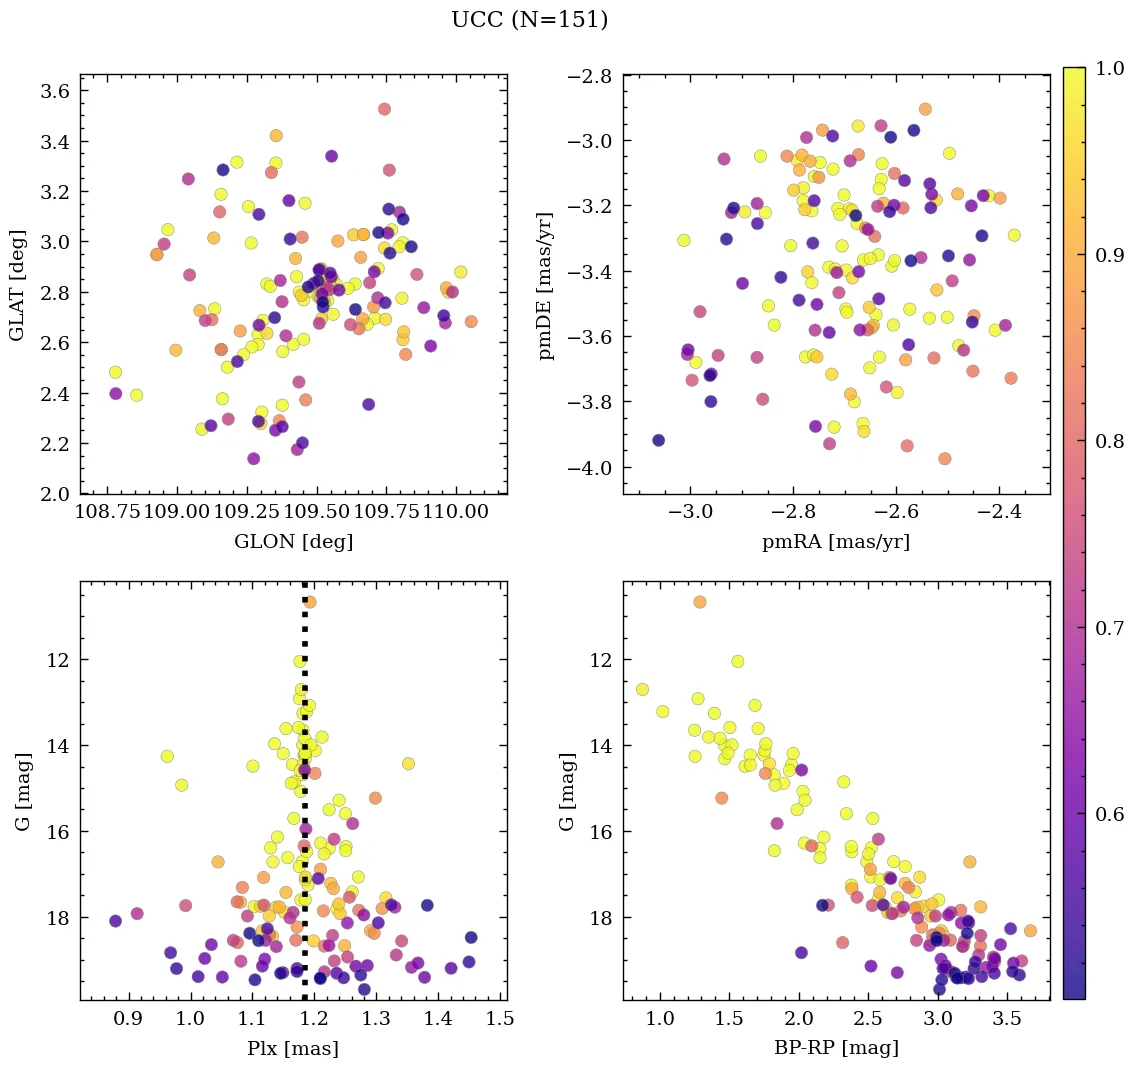 UCC (N=151)
3.6
3.4
3.2
3.0
2.8
2.6
2.4
2.2
2.0
GLAT [deg]
108.75 109.00 109.25 109.50 109.75 110.00
GLON [deg]
−2.8
−3.0
−3.2
−3.4
−3.6
−3.8
−4.0
pmDE [mas/yr]
−3.0 −2.8 −2.6 −2.4
pmRA [mas/yr]
12
14
16
18
G [mag]
0.9 1.0 1.1 1.2 1.3 1.4 1.5
Plx [mas]
12
14
16
18
G [mag]
1.0 1.5 2.0 2.5 3.0 3.5
BP-RP [mag]
1.0
0.9
0.8
0.7
0.6